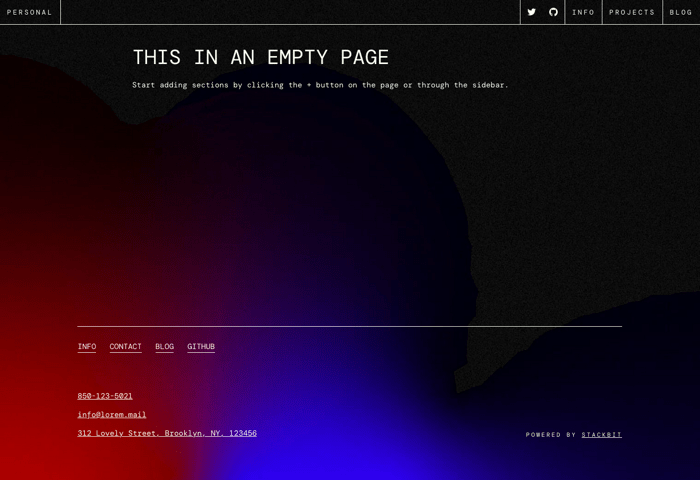 PERSONAL
INFO
PROJECTS
BLOG
THIS IN AN EMPTY PAGE
Start adding sections by clicking the + button on the page or through the sidebar.
INFO CONTACT BLOG GITHUB
850-123-5021
info@lorem.mail
312 Lovely Street, Brooklyn, NY, 123456
POWERED BY STACKBIT